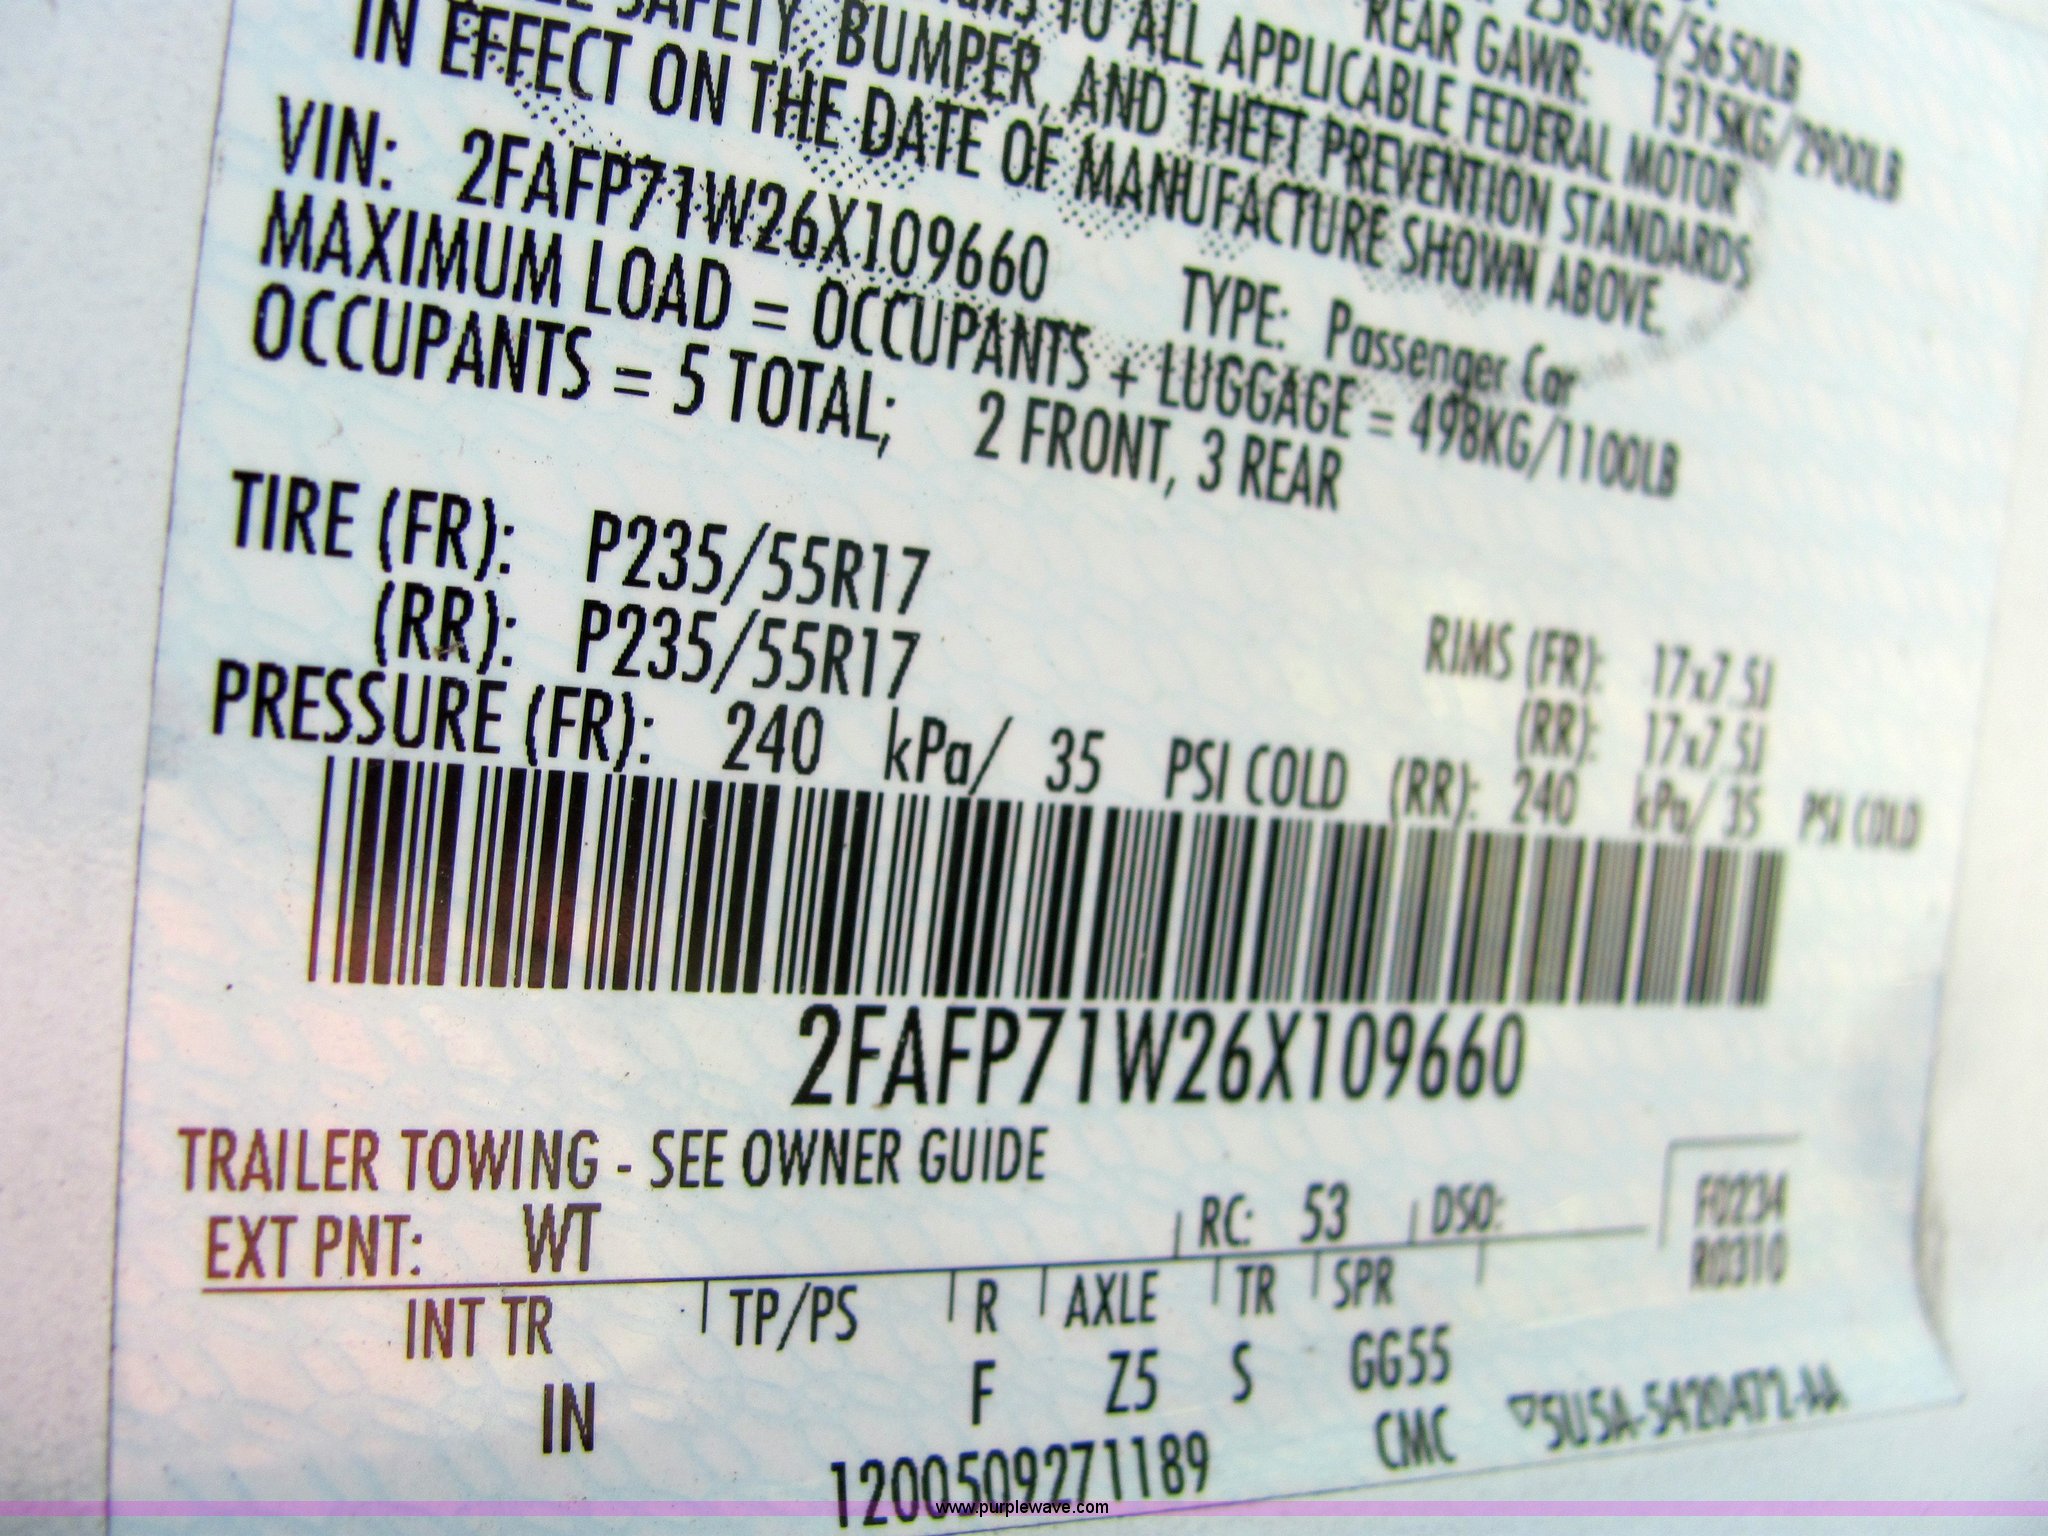 2563KG/5650LB
REAR GAWR: 1315KG/2900LB
TO ALL APPLICABLE FEDERAL MOTOR
SAFETY, BUMPER, AND THEFT PREVENTION STANDARDS
IN EFFECT ON THE DATE OF MANUFACTURE SHOWN ABOVE.
VIN: 2FAFP71W26X109660
TYPE: Passenger Car
MAXIMUM LOAD = OCCUPANTS + LUGGAGE = 498KG/1100LB
OCCUPANTS = 5 TOTAL; 2 FRONT, 3 REAR
TIRE (FR): P235/55R17 RIMS (FR): 17x7.5J
(RR): P235/55R17 (RR): 17x7.5J
PRESSURE (FR): 240 kPa/ 35 PSI COLD (RR): 240 kPa/ 35 PSI COLD
2FAFP71W26X109660
TRAILER TOWING - SEE OWNER GUIDE
EXT PNT: WT RC: 53 DSO: F0234
R0310
INT TR TP/PS R AXLE TR SPR
IN F Z5 S GG55
1200509271189 CMC 5U5A-5420472-AA
www.purplewave.com